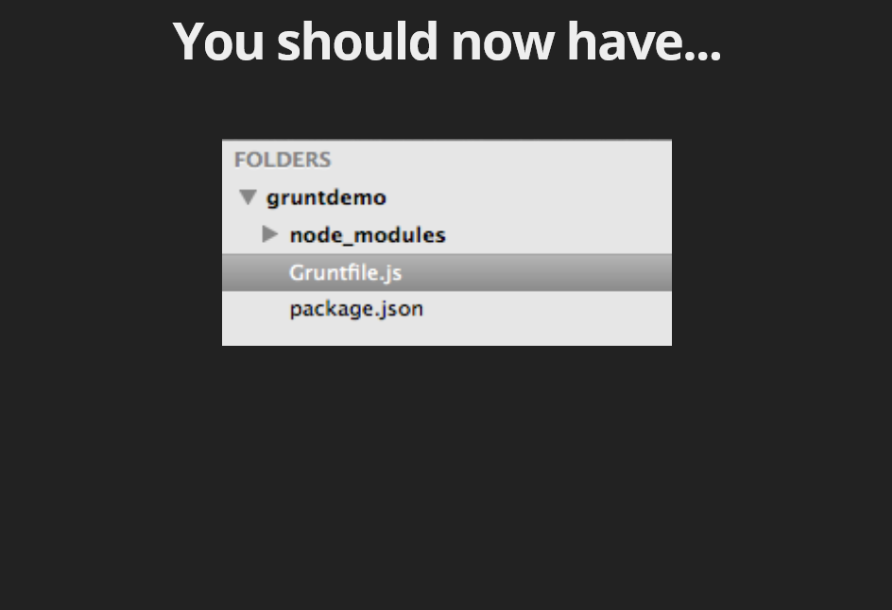 You should now have...
FOLDERS
gruntdemo
node_modules
Gruntfile.js
package.json